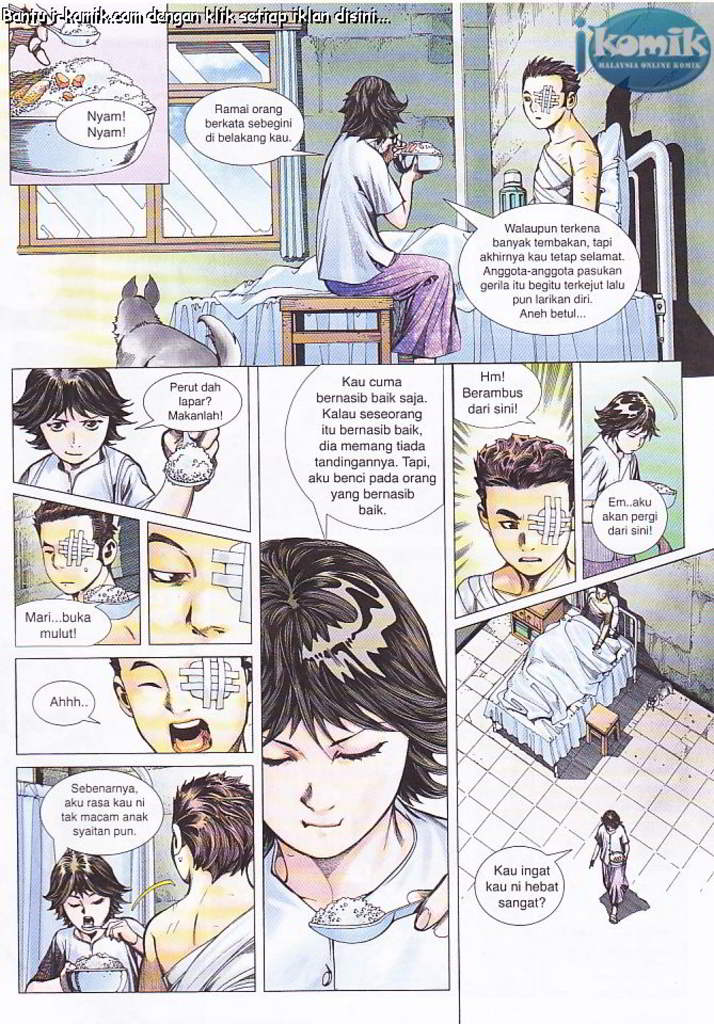 Bantu i-komik.com dengan klik setiap iklan disini...
ikomik
MALAYSIA ONLINE KOMIK
Nyam!
Nyam!
Ramai orang
berkata sebegini
di belakang kau.
Walaupun terkena
banyak tembakan, tapi
akhirnya kau tetap selamat.
Anggota-anggota pasukan
gerila itu begitu terkejut lalu
pun larikan diri.
Aneh betul...
Perut dah
lapar?
Makanlah!
Mari...buka
mulut!
Ahhh..
Sebenarnya,
aku rasa kau ni
tak macam anak
syaitan pun.
Kau cuma
bernasib baik saja.
Kalau seseorang
itu bernasib baik,
dia memang tiada
tandingannya. Tapi,
aku benci pada orang
yang bernasib
baik.
Hm!
Berambus
dari sini!
Em..aku
akan pergi
dari sini!
Kau ingat
kau ni hebat
sangat?